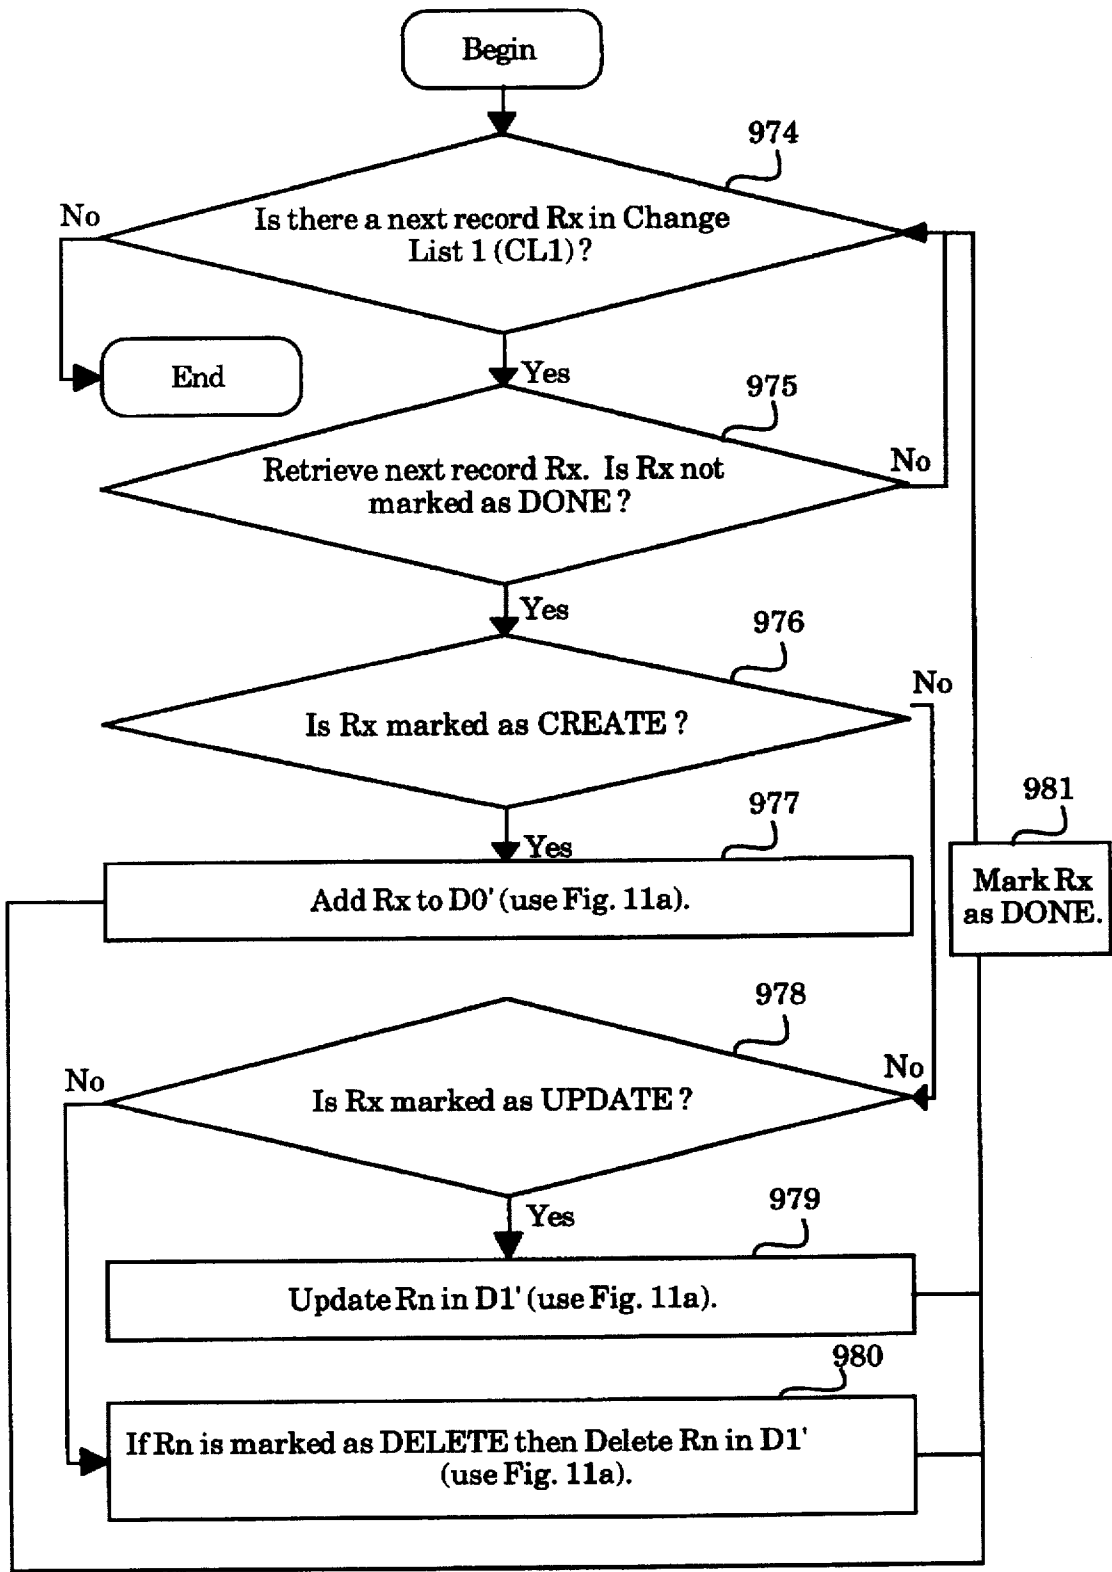 Begin
974
No
Is there a next record Rx in Change
List 1 (CL1) ?
End
Yes
975
Retrieve next record Rx. Is Rx not
marked as DONE ?
No
Yes
976
No
Is Rx marked as CREATE ?
977
981
Yes
Add Rx to D0' (use Fig. 11a).
Mark Rx
as DONE.
978
No
No
Is Rx marked as UPDATE ?
979
Yes
Update Rn in D1' (use Fig. 11a).
980
If Rn is marked as DELETE then Delete Rn in D1'
(use Fig. 11a).